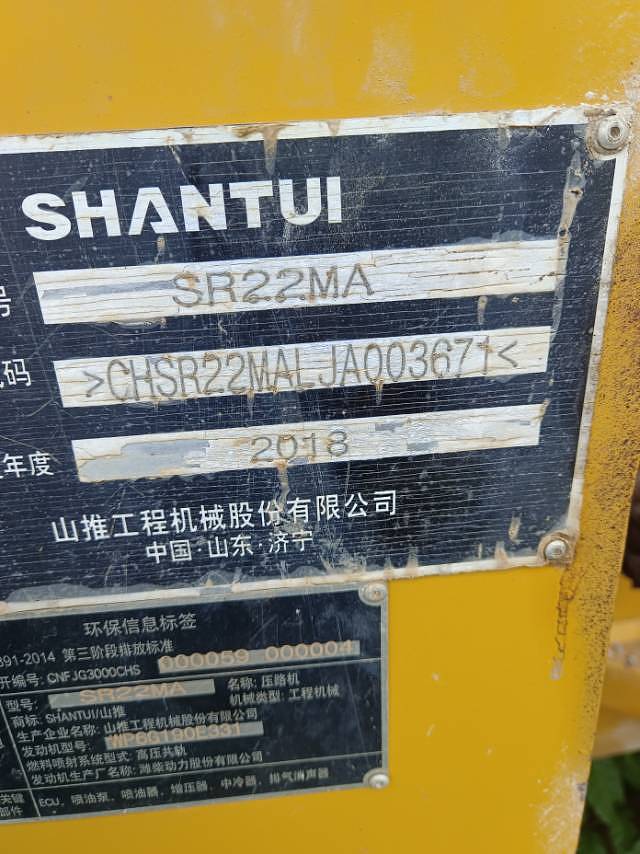 SHANTUI
号 SR22MA
码 >CHSR22MALJA003671<
年度 2018
山推工程机械股份有限公司
中国·山东·济宁
环保信息标签
891-2014 第三阶段排放标准
开编号: CNFJG3000CHS 000059 000004
型号: SR22MA 名称: 压路机
商标: SHANTUI/山推 机械类型: 工程机械
生产企业名称: 山推工程机械股份有限公司
发动机型号: WP6G190E331
燃料喷射系统型式: 高压共轨
发动机生产厂名称: 潍柴动力股份有限公司
关键
部件 ECU、喷油泵、喷油器、增压器、中冷器、排气消声器